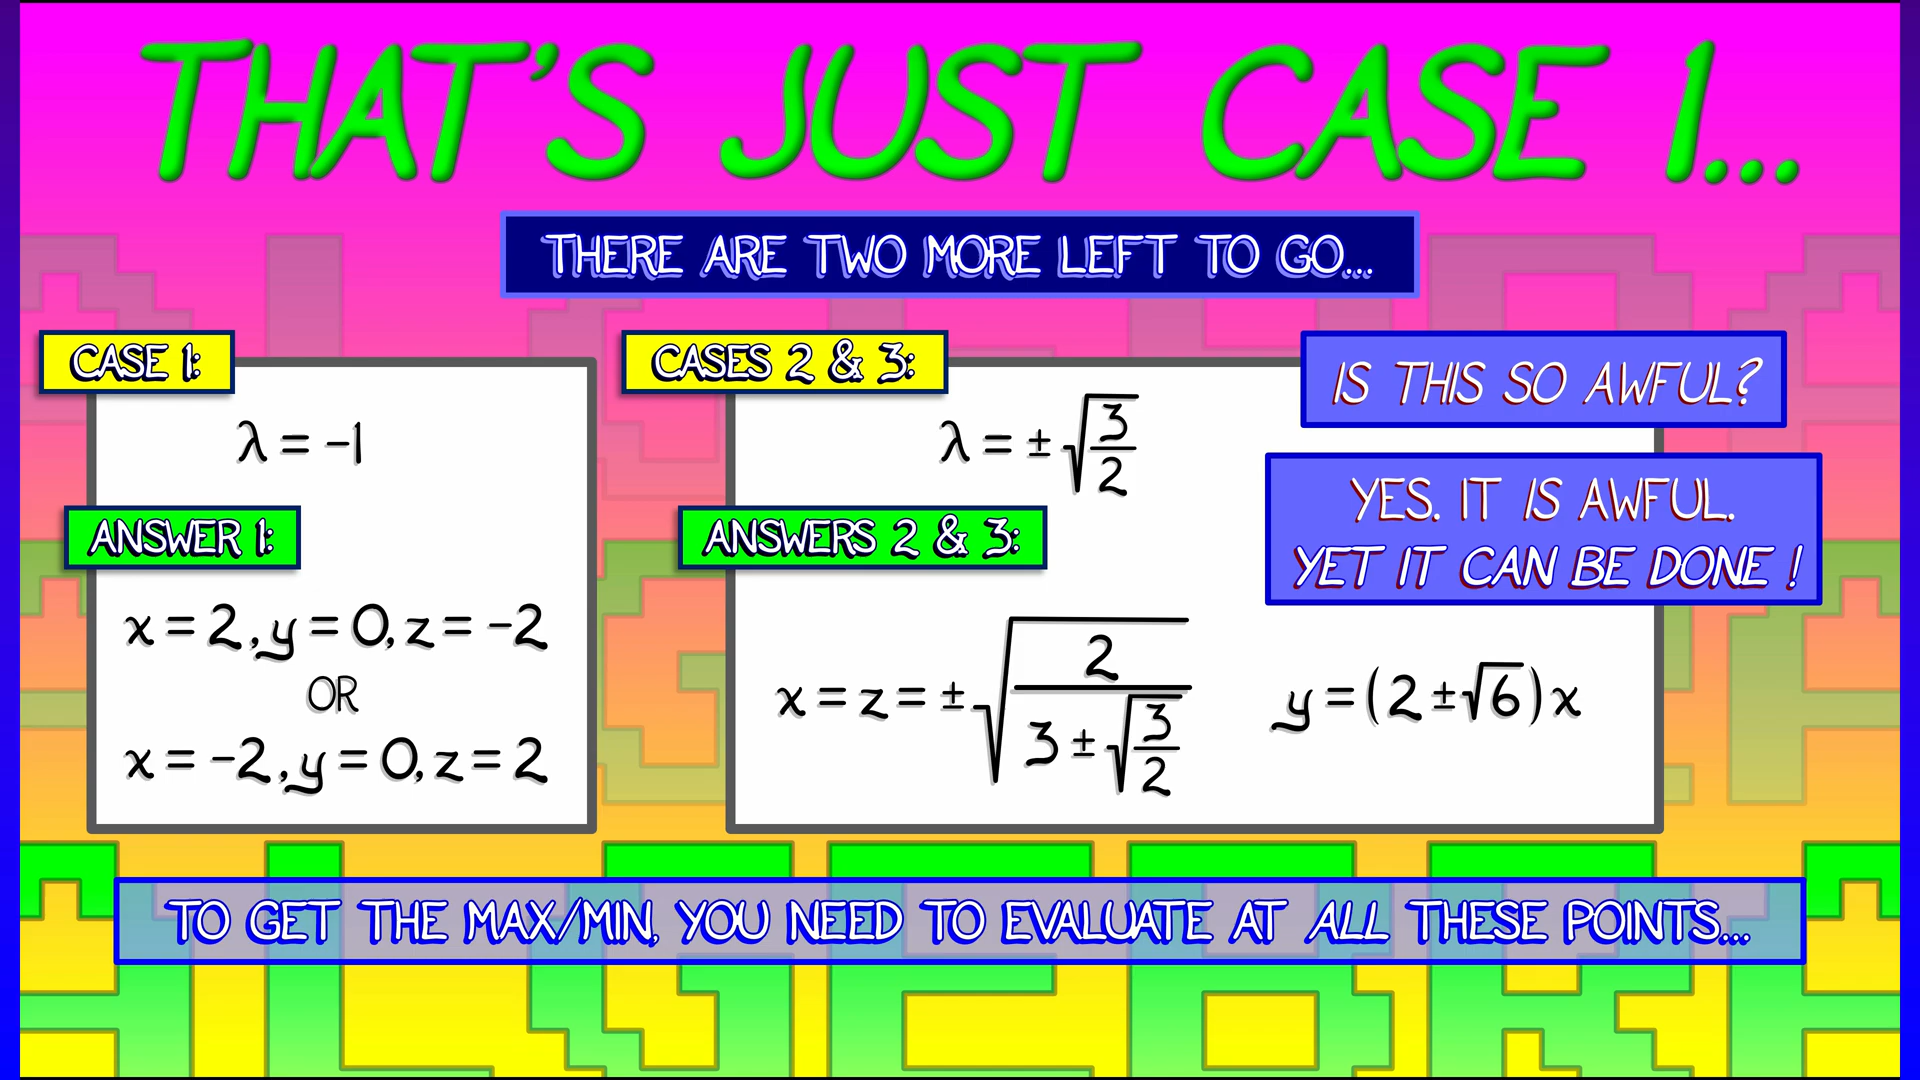 THAT'S JUST CASE 1...
THERE ARE TWO MORE LEFT TO GO...
CASE 1:
λ = -1
ANSWER 1:
x = 2, y = 0, z = -2
OR
x = -2, y = 0, z = 2
CASES 2 & 3:
λ = ± √(3/2)
ANSWERS 2 & 3:
x = z = ± √(2/(3 ± √(3/2)))
y = (2 ± √6) x
IS THIS SO AWFUL?
YES. IT IS AWFUL.
YET IT CAN BE DONE !
TO GET THE MAX/MIN, YOU NEED TO EVALUATE AT ALL THESE POINTS...